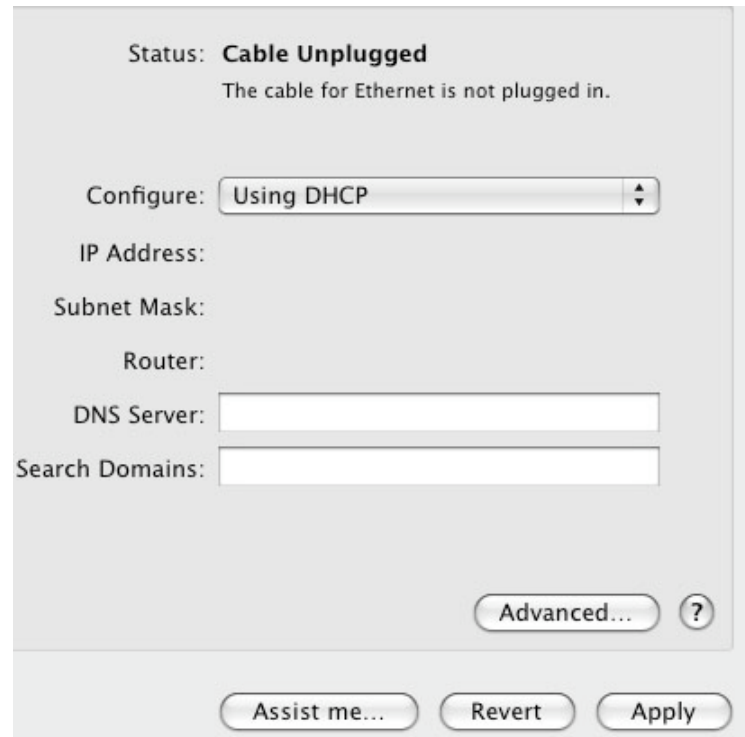 Status: Cable Unplugged
The cable for Ethernet is not plugged in.
Configure: Using DHCP
IP Address:
Subnet Mask:
Router:
DNS Server:
Search Domains:
Advanced... ?
Assist me... Revert Apply